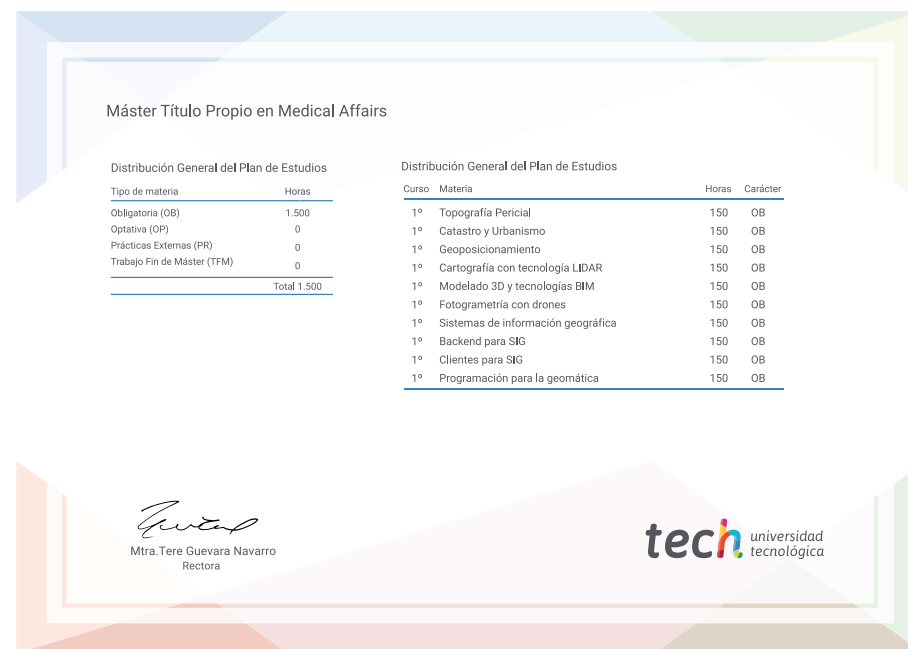 Máster Título Propio en Medical Affairs
Distribución General del Plan de Estudios
Tipo de materia Horas
Obligatoria (OB) 1.500
Optativa (OP) 0
Prácticas Externas (PR) 0
Trabajo Fin de Máster (TFM) 0
Total 1.500
Distribución General del Plan de Estudios
Curso Materia Horas Carácter
1º Topografía Pericial 150 OB
1º Catastro y Urbanismo 150 OB
1º Geoposicionamiento 150 OB
1º Cartografía con tecnología LIDAR 150 OB
1º Modelado 3D y tecnologías BIM 150 OB
1º Fotogrametría con drones 150 OB
1º Sistemas de información geográfica 150 OB
1º Backend para SIG 150 OB
1º Clientes para SIG 150 OB
1º Programación para la geomática 150 OB
Mtra.Tere Guevara Navarro
Rectora
tech universidad
tecnológica